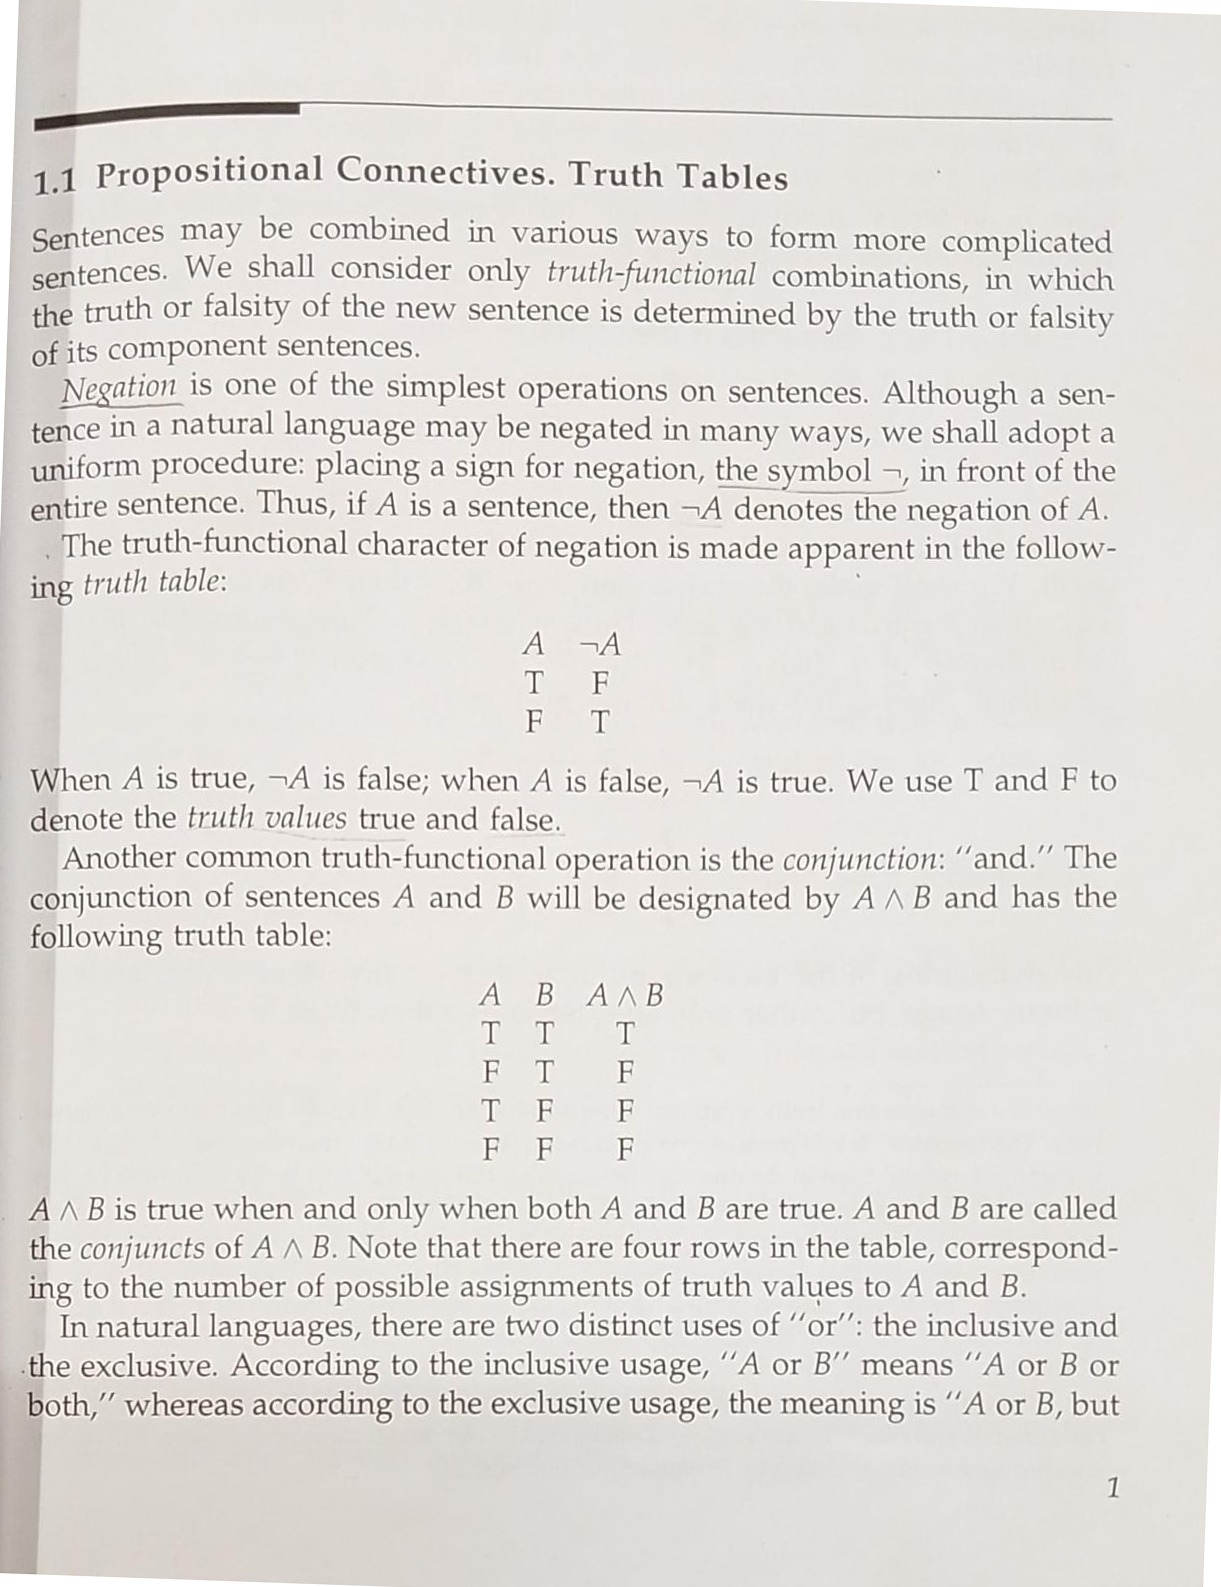 1.1 Propositional Connectives. Truth Tables
Sentences may be combined in various ways to form more complicated
sentences. We shall consider only truth-functional combinations, in which
the truth or falsity of the new sentence is determined by the truth or falsity
of its component sentences.
Negation is one of the simplest operations on sentences. Although a sen-
tence in a natural language may be negated in many ways, we shall adopt a
uniform procedure: placing a sign for negation, the symbol ¬, in front of the
entire sentence. Thus, if A is a sentence, then ¬A denotes the negation of A.
The truth-functional character of negation is made apparent in the follow-
ing truth table:
A ¬A
T F
F T
When A is true, ¬A is false; when A is false, ¬A is true. We use T and F to
denote the truth values true and false.
Another common truth-functional operation is the conjunction: "and." The
conjunction of sentences A and B will be designated by A ∧ B and has the
following truth table:
A B A ∧ B
T T T
F T F
T F F
F F F
A ∧ B is true when and only when both A and B are true. A and B are called
the conjuncts of A ∧ B. Note that there are four rows in the table, correspond-
ing to the number of possible assignments of truth values to A and B.
In natural languages, there are two distinct uses of "or": the inclusive and
the exclusive. According to the inclusive usage, "A or B" means "A or B or
both," whereas according to the exclusive usage, the meaning is "A or B, but
1